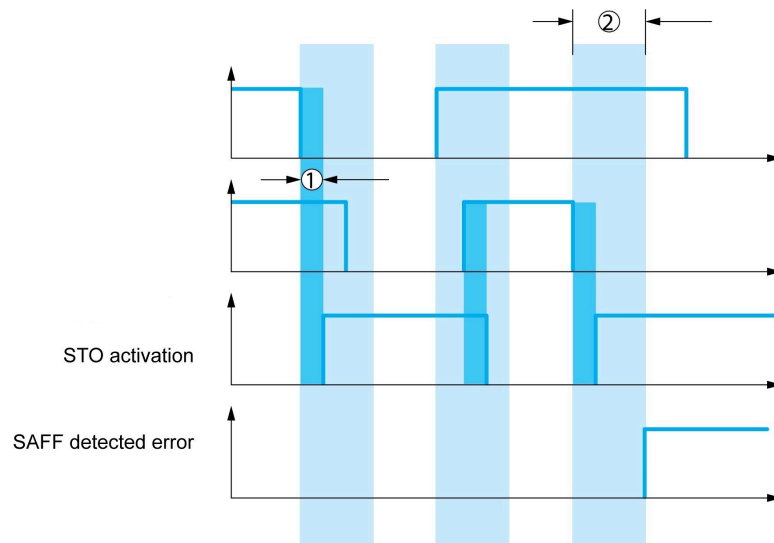 ②
①
STO activation
SAFF detected error